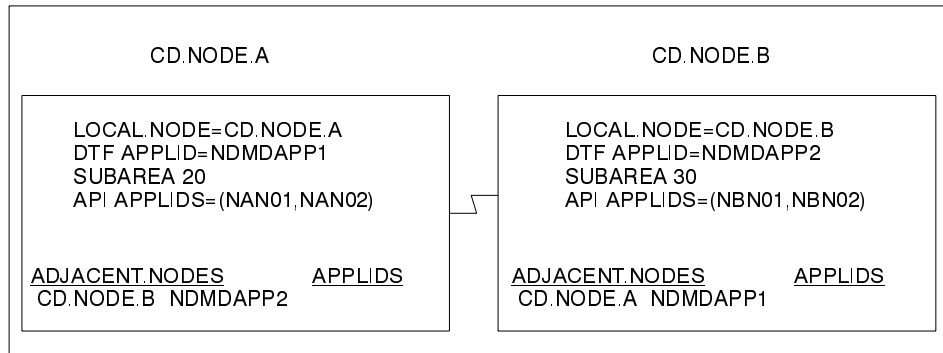 CD.NODE.A
CD.NODE.B
LOCAL.NODE=CD.NODE.A
DTF APPLID=NDMDAPP1
SUBAREA 20
API APPLIDS=(NAN01,NAN02)
ADJACENT.NODES APPLIDS
CD.NODE.B NDMDAPP2
LOCAL.NODE=CD.NODE.B
DTF APPLID=NDMDAPP2
SUBAREA 30
API APPLIDS=(NBN01,NBN02)
ADJACENT.NODES APPLIDS
CD.NODE.A NDMDAPP1